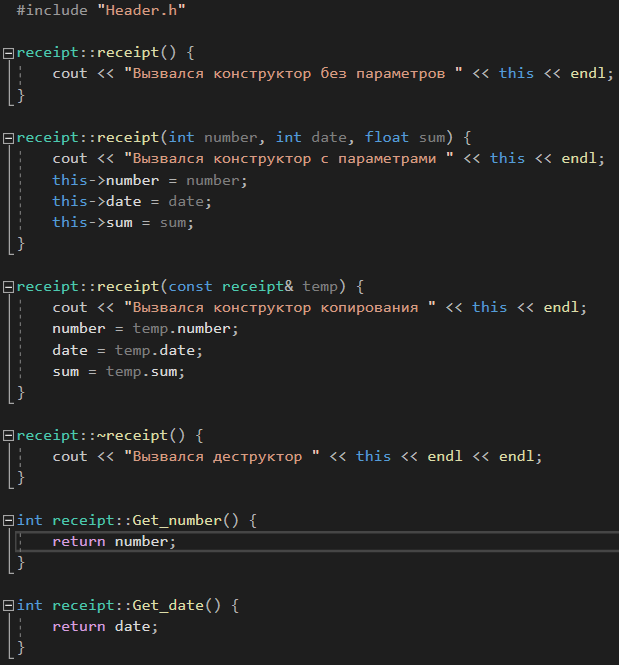 #include "Header.h"
receipt::receipt() {
cout << "Вызвался конструктор без параметров " << this << endl;
}
receipt::receipt(int number, int date, float sum) {
cout << "Вызвался конструктор с параметрами " << this << endl;
this->number = number;
this->date = date;
this->sum = sum;
}
receipt::receipt(const receipt& temp) {
cout << "Вызвался конструктор копирования " << this << endl;
number = temp.number;
date = temp.date;
sum = temp.sum;
}
receipt::~receipt() {
cout << "Вызвался деструктор " << this << endl << endl;
}
int receipt::Get_number() {
return number;
}
int receipt::Get_date() {
return date;
}